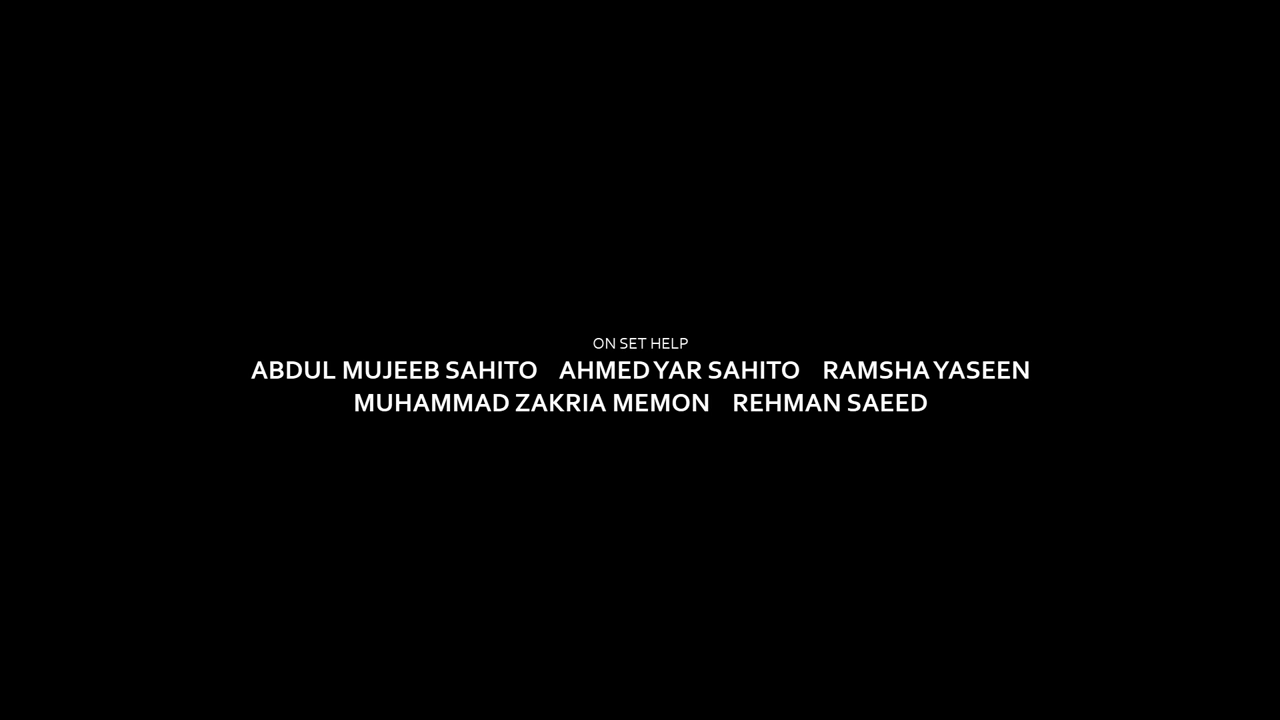 ON SET HELP
ABDUL MUJEEB SAHITO AHMED YAR SAHITO RAMSHA YASEEN
MUHAMMAD ZAKRIA MEMON REHMAN SAEED